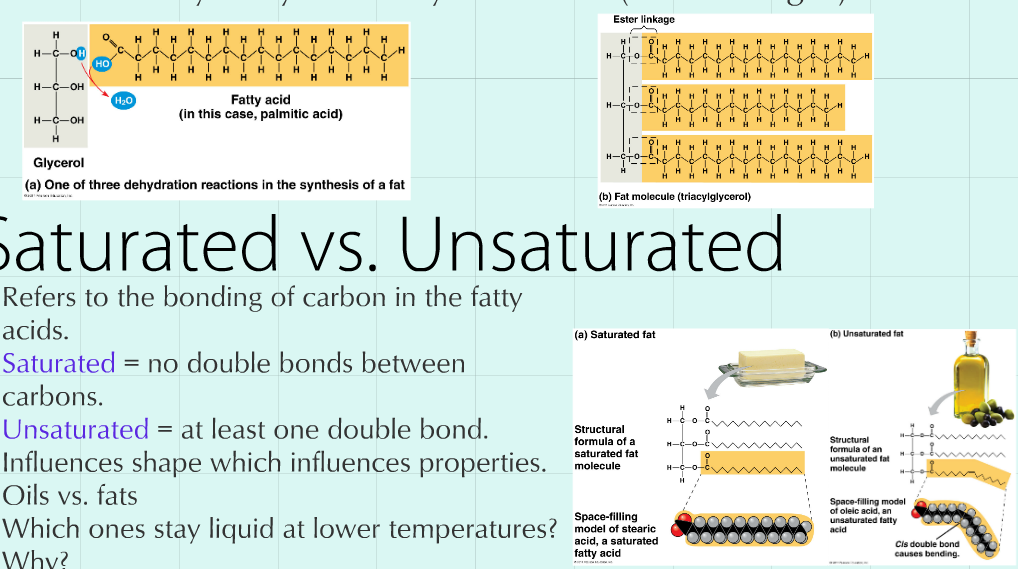 Glycerol
H₂O
HO
Fatty acid
(in this case, palmitic acid)
(a) One of three dehydration reactions in the synthesis of a fat
Ester linkage
(b) Fat molecule (triacylglycerol)
Saturated vs. Unsaturated
Refers to the bonding of carbon in the fatty
acids.
Saturated = no double bonds between
carbons.
Unsaturated = at least one double bond.
Influences shape which influences properties.
Oils vs. fats
Which ones stay liquid at lower temperatures?
Why?
(a) Saturated fat
Structural
formula of a
saturated fat
molecule
Space-filling
model of stearic
acid, a saturated
fatty acid
(b) Unsaturated fat
Structural
formula of an
unsaturated fat
molecule
Space-filling model
of oleic acid, an
unsaturated fatty
acid
Cis double bond
causes bending.